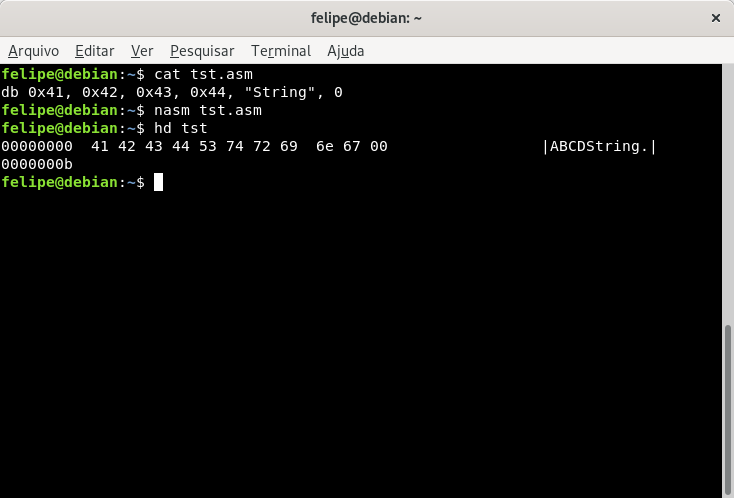 felipe@debian: ~
×
Arquivo Editar Ver Pesquisar Terminal Ajuda
felipe@debian:~$ cat tst.asm
db 0x41, 0x42, 0x43, 0x44, "String", 0
felipe@debian:~$ nasm tst.asm
felipe@debian:~$ hd tst
00000000  41 42 43 44 53 74 72 69  6e 67 00                 |ABCDString.|
0000000b
felipe@debian:~$